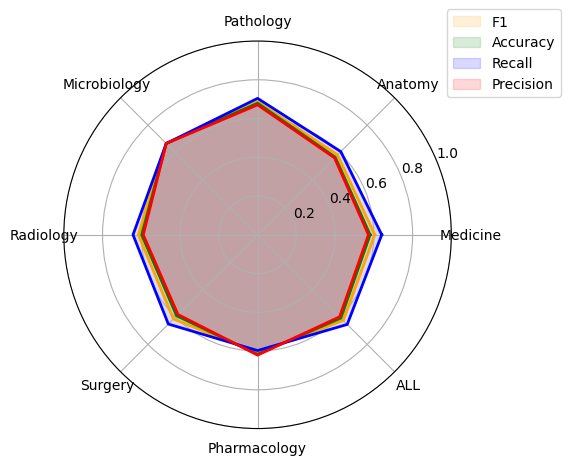 F1
Accuracy
Recall
Precision
Pathology
Microbiology
Anatomy
1.0
0.8
0.6
0.4
0.2
Radiology
Medicine
Surgery
ALL
Pharmacology